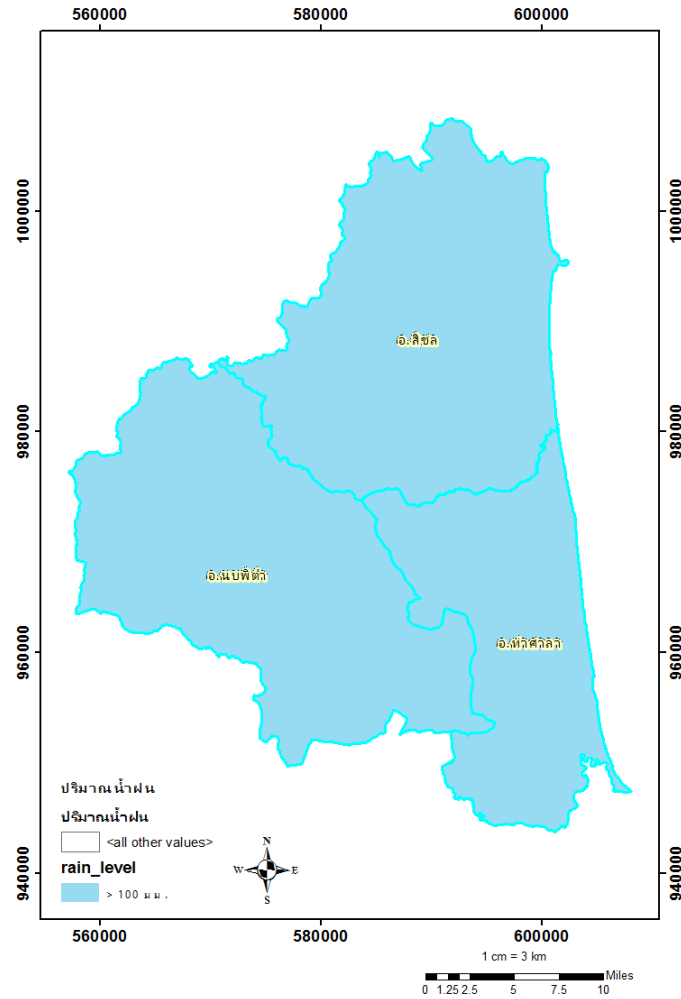 560000 580000 600000
1000000 1000000
อ.สิชล
980000 980000
อ.นบพิตำ
960000 960000
อ.ท่าศาลา
ปริมาณน้ำฝน
ปริมาณน้ำฝน
<all other values>
rain_level
> 100 มม.
N
W E
S
940000 940000
560000 580000 600000
1 cm = 3 km
Miles
0 1.25 2.5 5 7.5 10